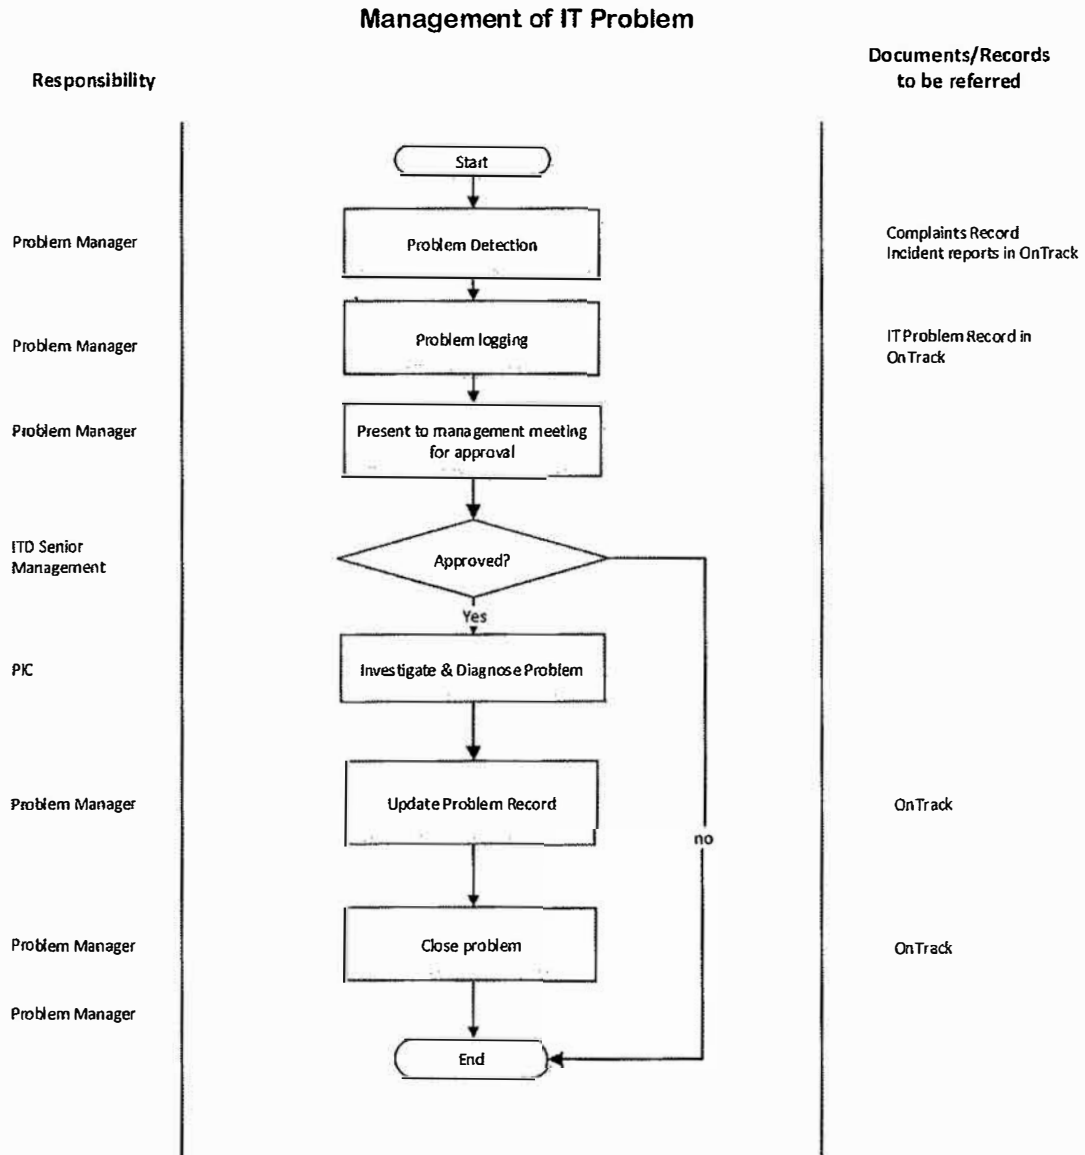 Management of IT Problem
Responsibility
Documents/Records
to be referred
Start
Problem Manager
Problem Detection
Complaints Record
Incident reports in OnTrack
Problem Manager
Problem logging
IT Problem Record in
OnTrack
Problem Manager
Present to management meeting
for approval
ITD Senior
Management
Approved?
Yes
PIC
Investigate & Diagnose Problem
Problem Manager
Update Problem Record
OnTrack
no
Problem Manager
Close problem
OnTrack
Problem Manager
End